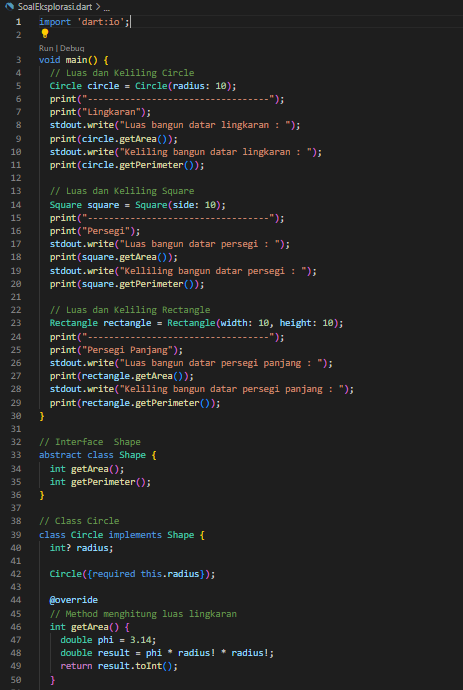 SoalEksplorasi.dart > ...
1 import 'dart:io';
2
Run | Debug
3 void main() {
4   // Luas dan Keliling Circle
5   Circle circle = Circle(radius: 10);
6   print("---------------------------------");
7   print("Lingkaran");
8   stdout.write("Luas bangun datar lingkaran : ");
9   print(circle.getArea());
10   stdout.write("Keliling bangun datar lingkaran : ");
11   print(circle.getPerimeter());
12
13   // Luas dan Keliling Square
14   Square square = Square(side: 10);
15   print("---------------------------------");
16   print("Persegi");
17   stdout.write("Luas bangun datar persegi : ");
18   print(square.getArea());
19   stdout.write("Kelliling bangun datar persegi : ");
20   print(square.getPerimeter());
21
22   // Luas dan Keliling Rectangle
23   Rectangle rectangle = Rectangle(width: 10, height: 10);
24   print("---------------------------------");
25   print("Persegi Panjang");
26   stdout.write("Luas bangun datar persegi panjang : ");
27   print(rectangle.getArea());
28   stdout.write("Keliling bangun datar persegi panjang : ");
29   print(rectangle.getPerimeter());
30 }
31
32 // Interface  Shape
33 abstract class Shape {
34   int getArea();
35   int getPerimeter();
36 }
37
38 // Class Circle
39 class Circle implements Shape {
40   int? radius;
41
42   Circle({required this.radius});
43
44   @override
45   // Method menghitung luas lingkaran
46   int getArea() {
47     double phi = 3.14;
48     double result = phi * radius! * radius!;
49     return result.toInt();
50   }